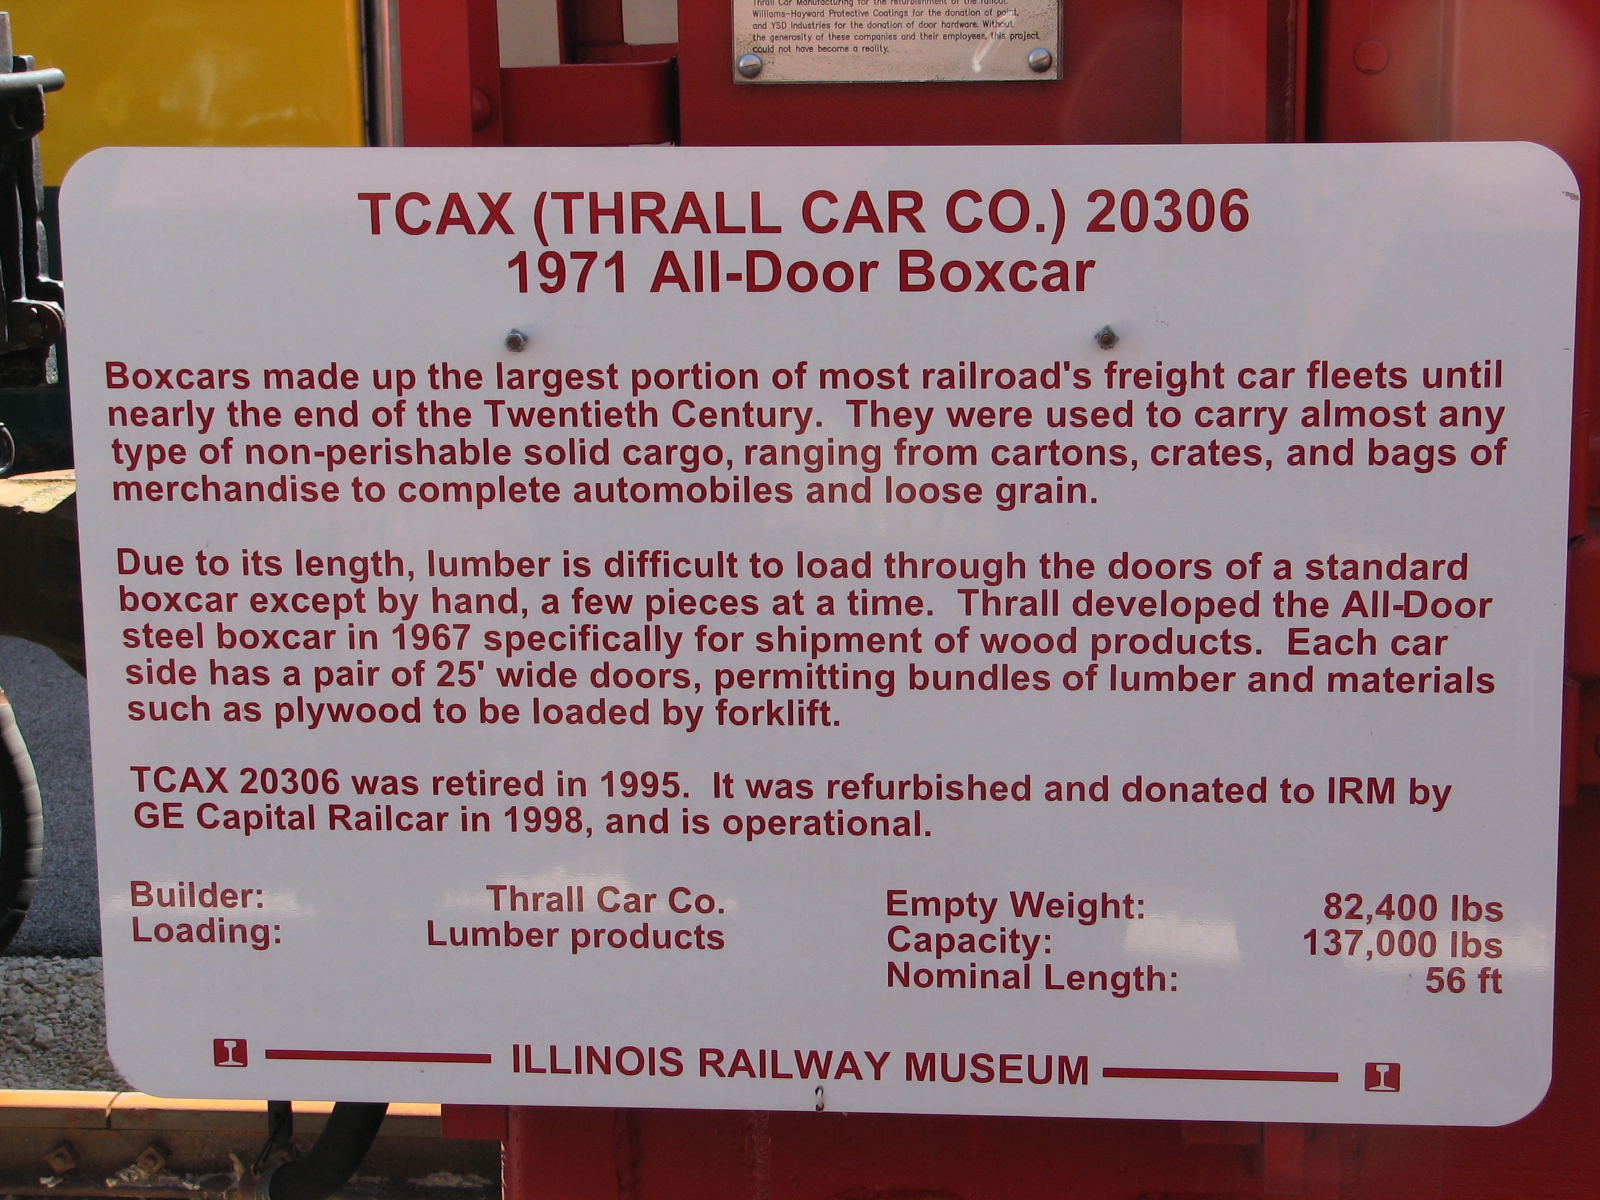 Thrall Car Manufacturing for the refurbishment of the railcar,
Williams-Hayward Protective Coatings for the donation of paint,
and YSD Industries for the donation of door hardware. Without
the generosity of these companies and their employees, this project
could not have become a reality.
TCAX (THRALL CAR CO.) 20306
1971 All-Door Boxcar
Boxcars made up the largest portion of most railroad's freight car fleets until
nearly the end of the Twentieth Century. They were used to carry almost any
type of non-perishable solid cargo, ranging from cartons, crates, and bags of
merchandise to complete automobiles and loose grain.
Due to its length, lumber is difficult to load through the doors of a standard
boxcar except by hand, a few pieces at a time. Thrall developed the All-Door
steel boxcar in 1967 specifically for shipment of wood products. Each car
side has a pair of 25' wide doors, permitting bundles of lumber and materials
such as plywood to be loaded by forklift.
TCAX 20306 was retired in 1995. It was refurbished and donated to IRM by
GE Capital Railcar in 1998, and is operational.
Builder: Thrall Car Co.
Loading: Lumber products
Empty Weight: 82,400 lbs
Capacity: 137,000 lbs
Nominal Length: 56 ft
ILLINOIS RAILWAY MUSEUM